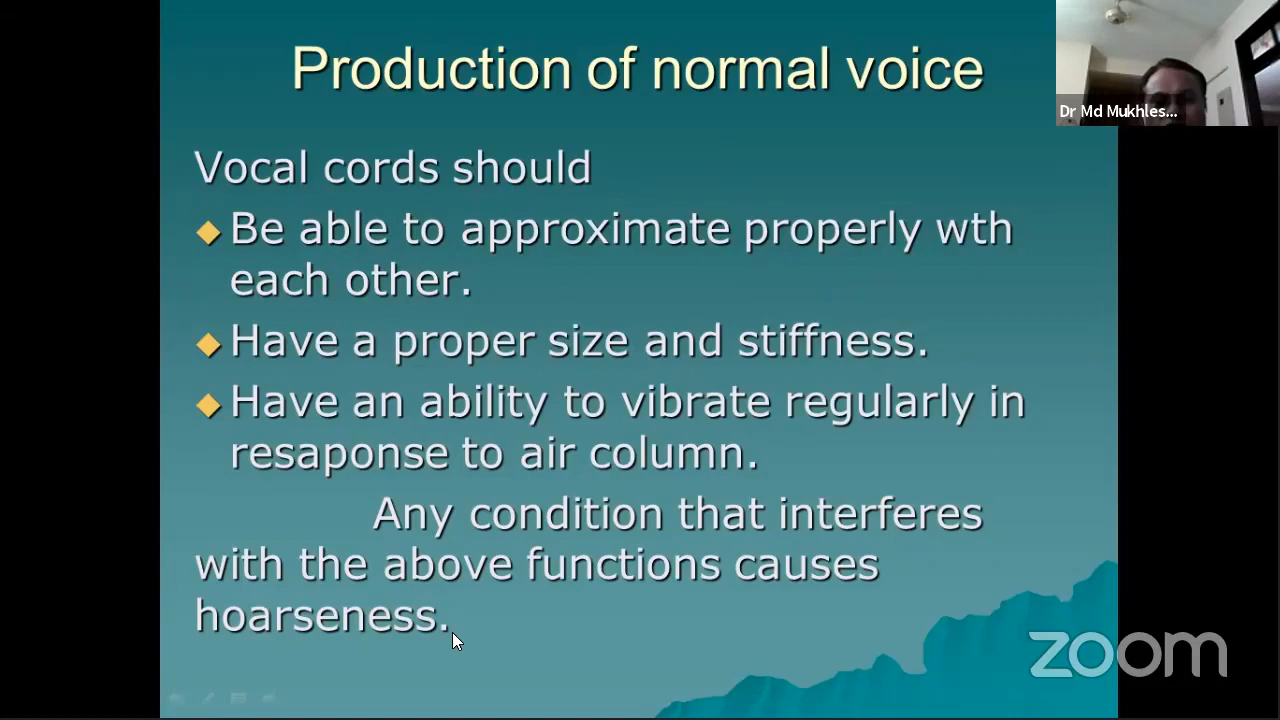 Production of normal voice
Dr Md Mukhles...
Vocal cords should
Be able to approximate properly wth
each other.
Have a proper size and stiffness.
Have an ability to vibrate regularly in
resaponse to air column.
Any condition that interferes
with the above functions causes
hoarseness.
zoom